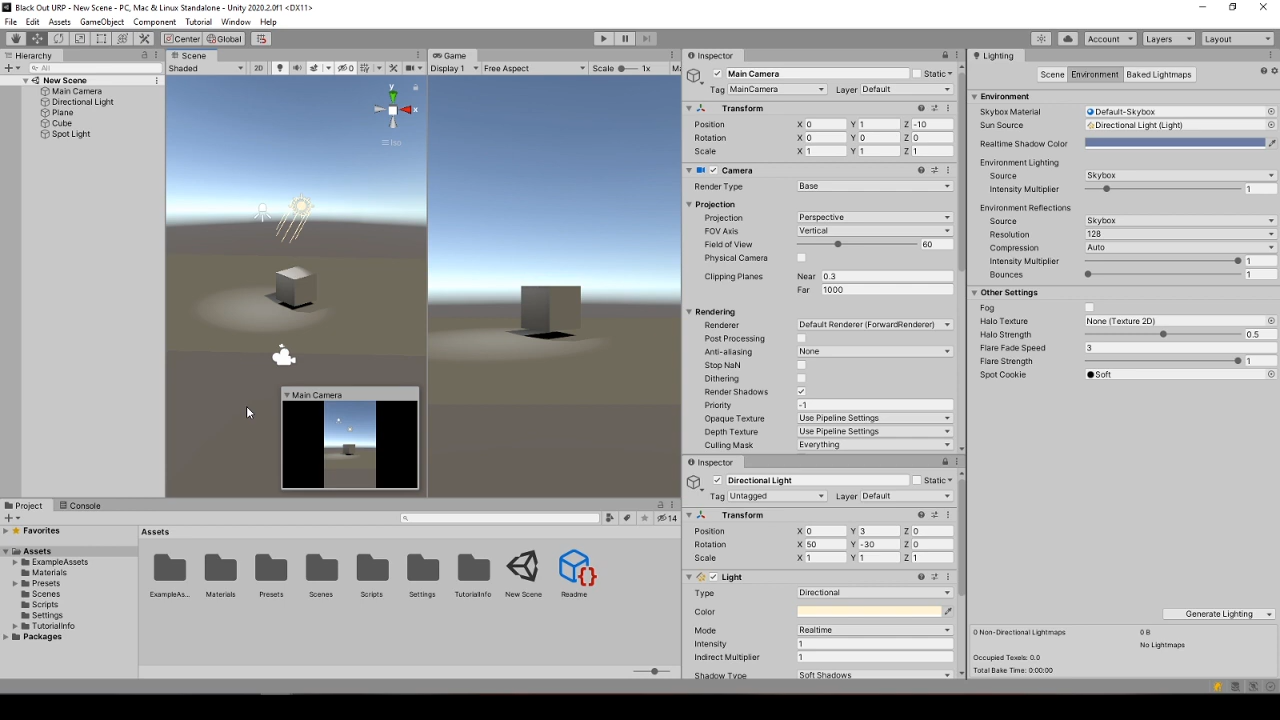 Black Out URP - New Scene - PC, Mac & Linux Standalone - Unity 2020.2.0f1 <DX11>
File Edit Assets GameObject Component Tutorial Window Help
Center Global Account Layers Layout
Hierarchy
All
New Scene
Main Camera
Directional Light
Plane
Cube
Spot Light
Scene
Shaded 2D 0
y
x
Iso
Main Camera
Game
Display 1 Free Aspect Scale 1x Ma
Inspector
Main Camera Static
Tag MainCamera Layer Default
Transform
Position X 0 Y 1 Z -10
Rotation X 0 Y 0 Z 0
Scale X 1 Y 1 Z 1
Camera
Render Type Base
Projection
Projection Perspective
FOV Axis Vertical
Field of View 60
Physical Camera
Clipping Planes Near 0.3
Far 1000
Rendering
Renderer Default Renderer (ForwardRenderer)
Post Processing
Anti-aliasing None
Stop NaN
Dithering
Render Shadows
Priority -1
Opaque Texture Use Pipeline Settings
Depth Texture Use Pipeline Settings
Culling Mask Everything
Inspector
Directional Light Static
Tag Untagged Layer Default
Transform
Position X 0 Y 3 Z 0
Rotation X 50 Y -30 Z 0
Scale X 1 Y 1 Z 1
Light
Type Directional
Color
Mode Realtime
Intensity 1
Indirect Multiplier 1
Shadow Type Soft Shadows
Lighting
Scene Environment Baked Lightmaps
Environment
Skybox Material Default-Skybox
Sun Source Directional Light (Light)
Realtime Shadow Color
Environment Lighting
Source Skybox
Intensity Multiplier 1
Environment Reflections
Source Skybox
Resolution 128
Compression Auto
Intensity Multiplier 1
Bounces 1
Other Settings
Fog
Halo Texture None (Texture 2D)
Halo Strength 0.5
Flare Fade Speed 3
Flare Strength 1
Spot Cookie Soft
Generate Lighting
0 Non-Directional Lightmaps 0 B
No Lightmaps
Occupied Texels: 0.0
Total Bake Time: 0:00:00
Project Console
14
Favorites
Assets
ExampleAssets
Materials
Presets
Scenes
Scripts
Settings
TutorialInfo
Packages
Assets
ExampleAs... Materials Presets Scenes Scripts Settings TutorialInfo New Scene Readme